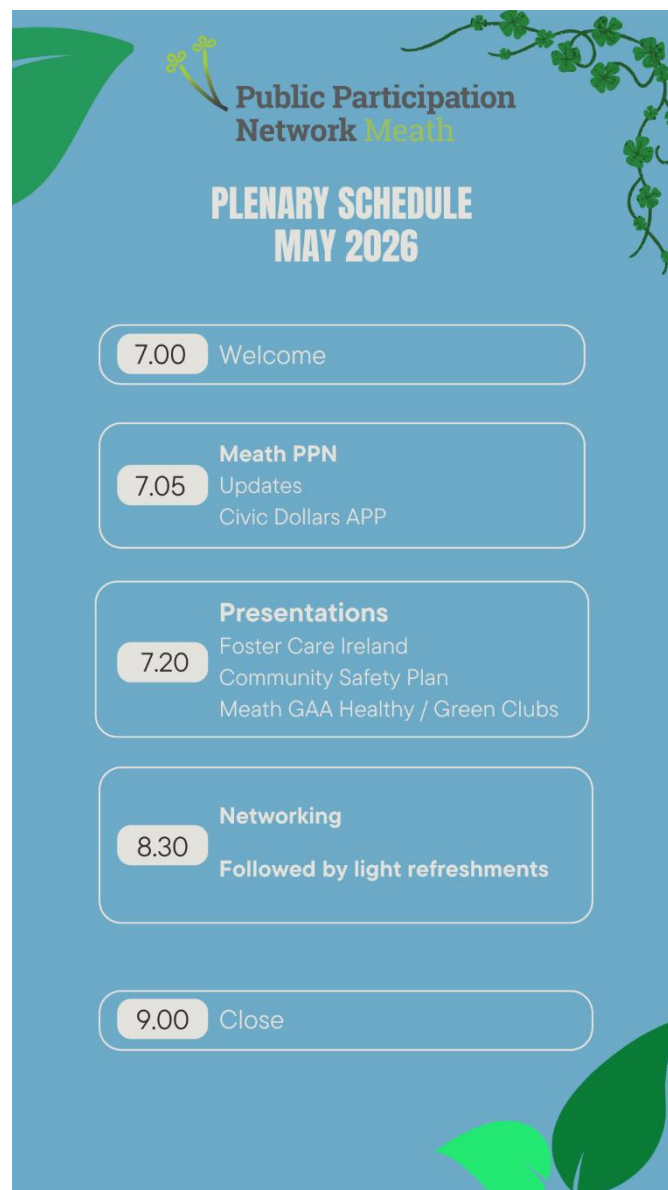 Public Participation
Network Meath
PLENARY SCHEDULE
MAY 2026
7.00 Welcome
Meath PPN
7.05 Updates
Civic Dollars APP
Presentations
Foster Care Ireland
7.20 Community Safety Plan
Meath GAA Healthy / Green Clubs
Networking
8.30
Followed by light refreshments
9.00 Close